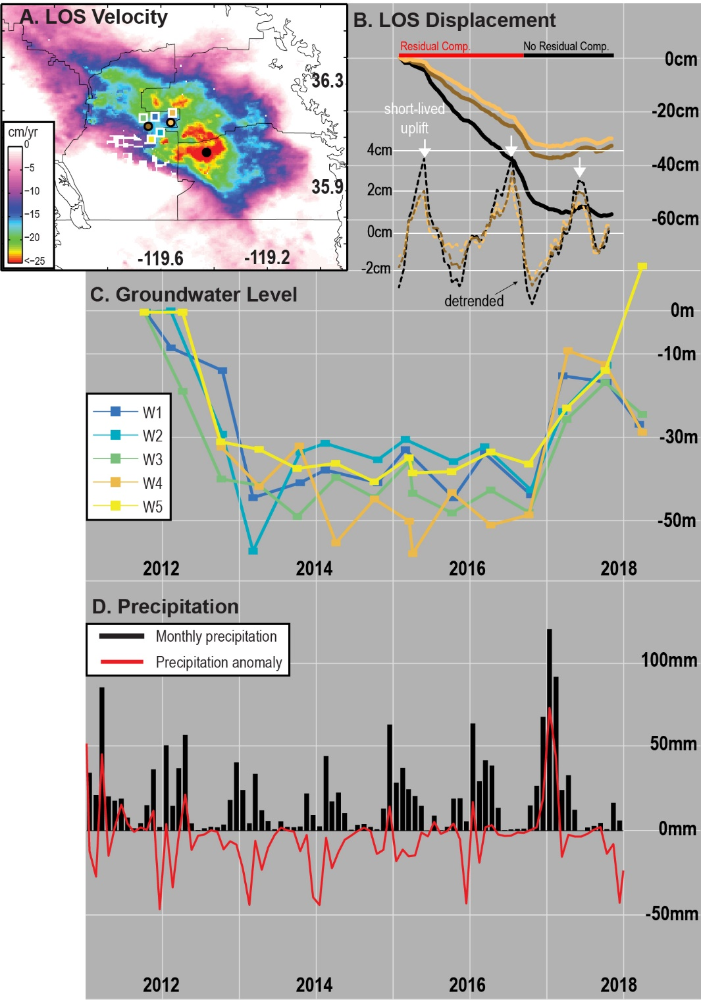 A. LOS Velocity
36.3
35.9
-119.6
-119.2
cm/yr
0
−5
−10
−15
−20
<−25
B. LOS Displacement
Residual Comp.
No Residual Comp.
0cm
-20cm
-40cm
-60cm
short-lived
uplift
4cm
2cm
0cm
-2cm
detrended
C. Groundwater Level
0m
-10m
-30m
-50m
W1
W2
W3
W4
W5
2012
2014
2016
2018
D. Precipitation
Monthly precipitation
Precipitation anomaly
100mm
50mm
0mm
-50mm
2012
2014
2016
2018